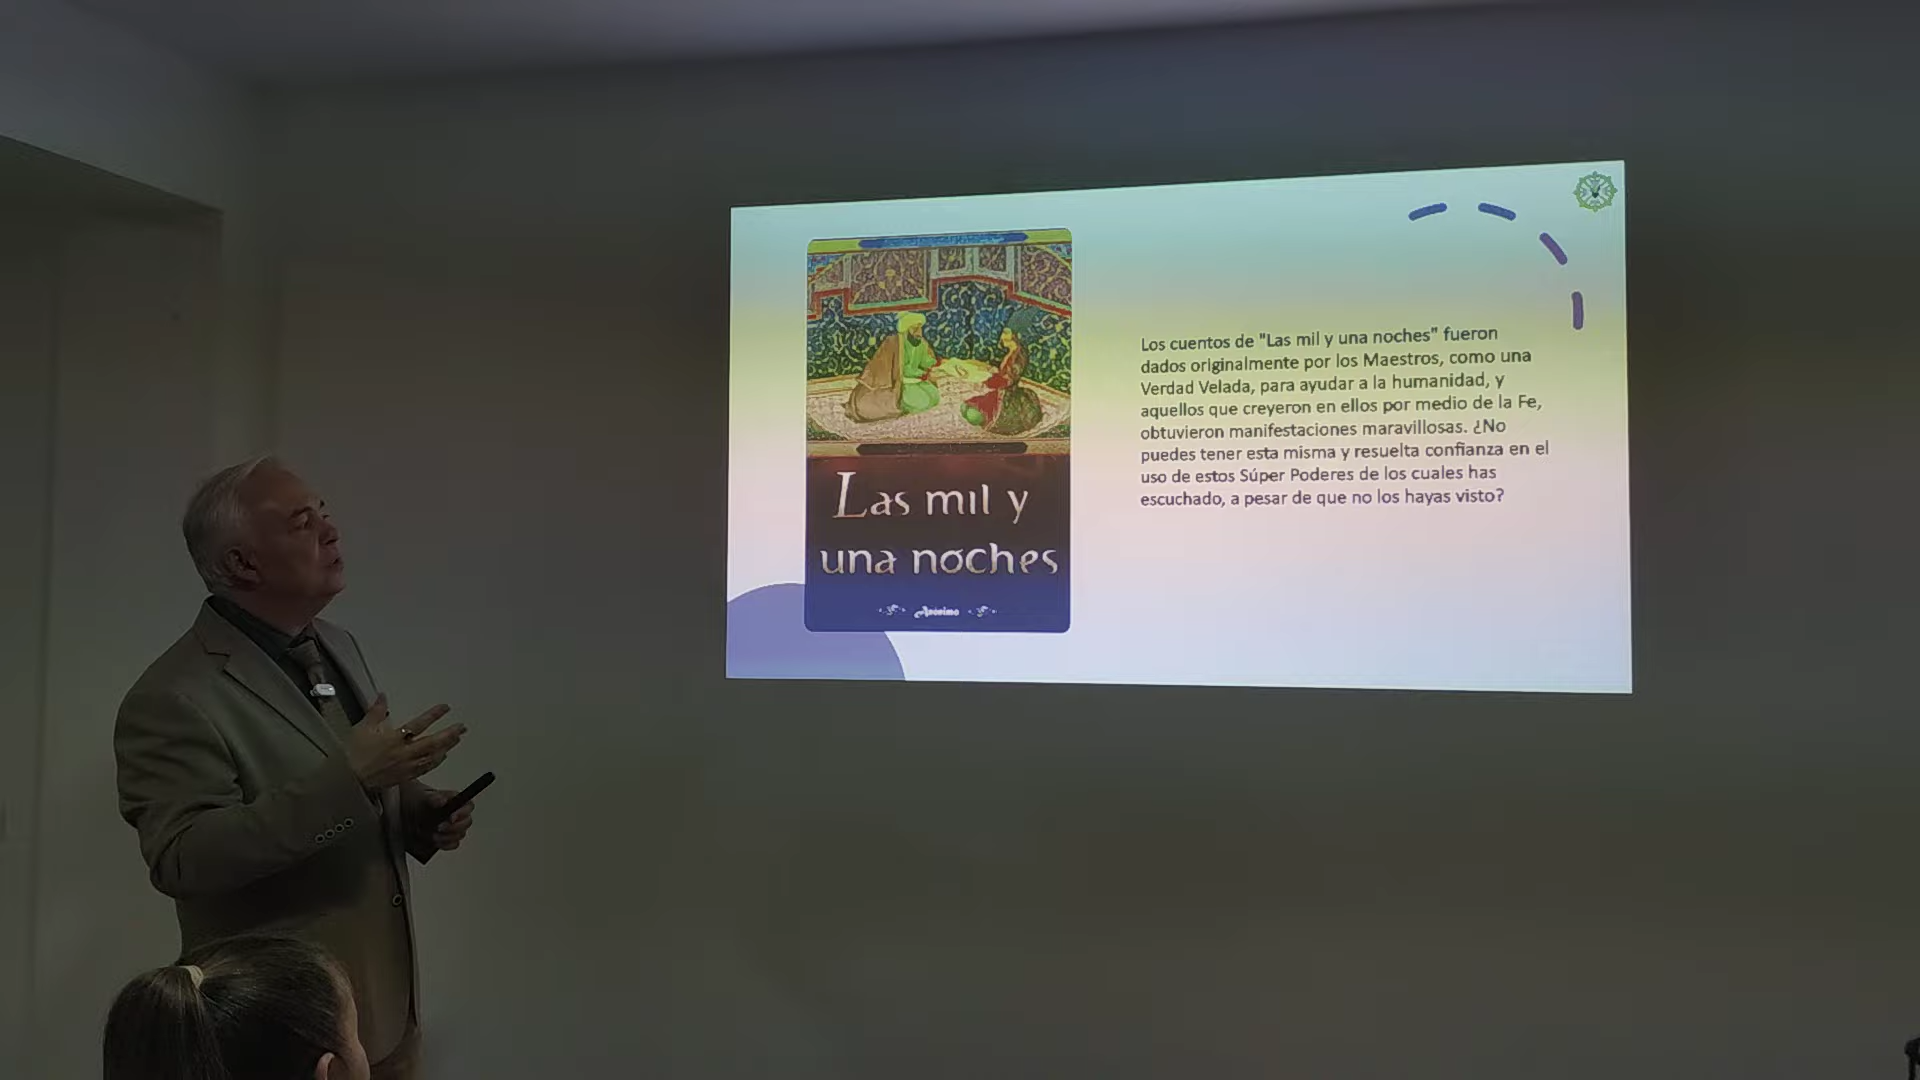 Las mil y
una noches
Anónimo
Los cuentos de "Las mil y una noches" fueron
dados originalmente por los Maestros, como una
Verdad Velada, para ayudar a la humanidad, y
aquellos que creyeron en ellos por medio de la Fe,
obtuvieron manifestaciones maravillosas. ¿No
puedes tener esta misma y resuelta confianza en el
uso de estos Súper Poderes de los cuales has
escuchado, a pesar de que no los hayas visto?